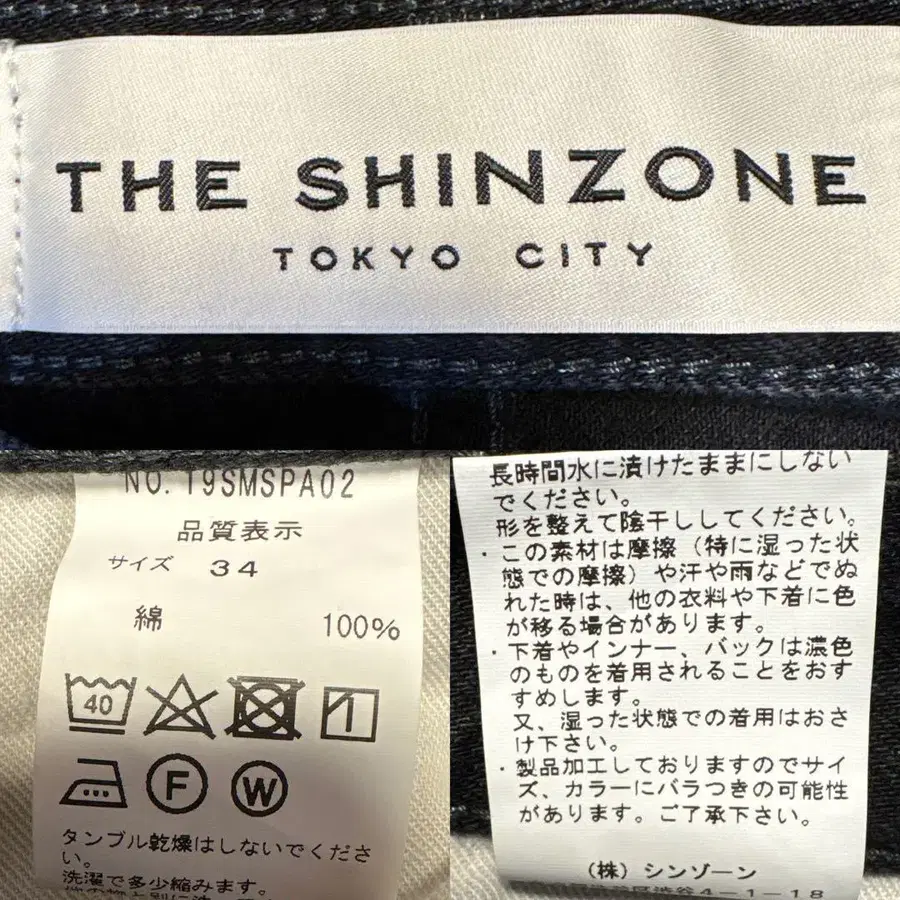 THE SHINZONE
TOKYO CITY
NO. 19SMSPA02
品質表示
サイズ 34
綿 100%
40
F W
タンブル乾燥はしないでくださ
い。
洗濯で多少縮みます。
長時間水に漬けたままにしない
でください。
形を整えて陰干ししてください。
・この素材は摩擦（特に湿った状
態での摩擦）や汗や雨などでぬ
れた時は、他の衣料や下着に色
が移る場合があります。
・下着やインナー、バックは濃色
のものを着用されることをおす
すめします。
又、湿った状態での着用はおさ
け下さい。
・製品加工しておりますのでサイ
ズ、カラーにバラつきの可能性
があります。ご了承下さい。
（株）シンゾーン
渋谷4－1－18